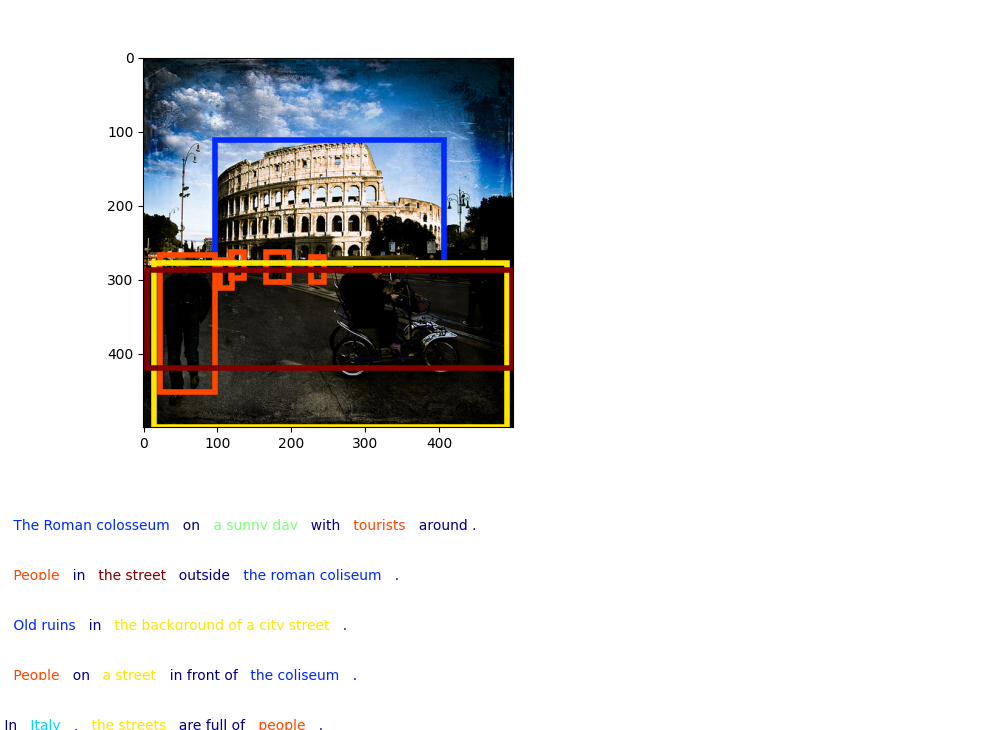 0
100
200
300
400
0 100 200 300 400
The Roman colosseum on a sunny day with tourists around .
People in the street outside the roman coliseum .
Old ruins in the background of a city street .
People on a street in front of the coliseum .
In Italy , the streets are full of people .